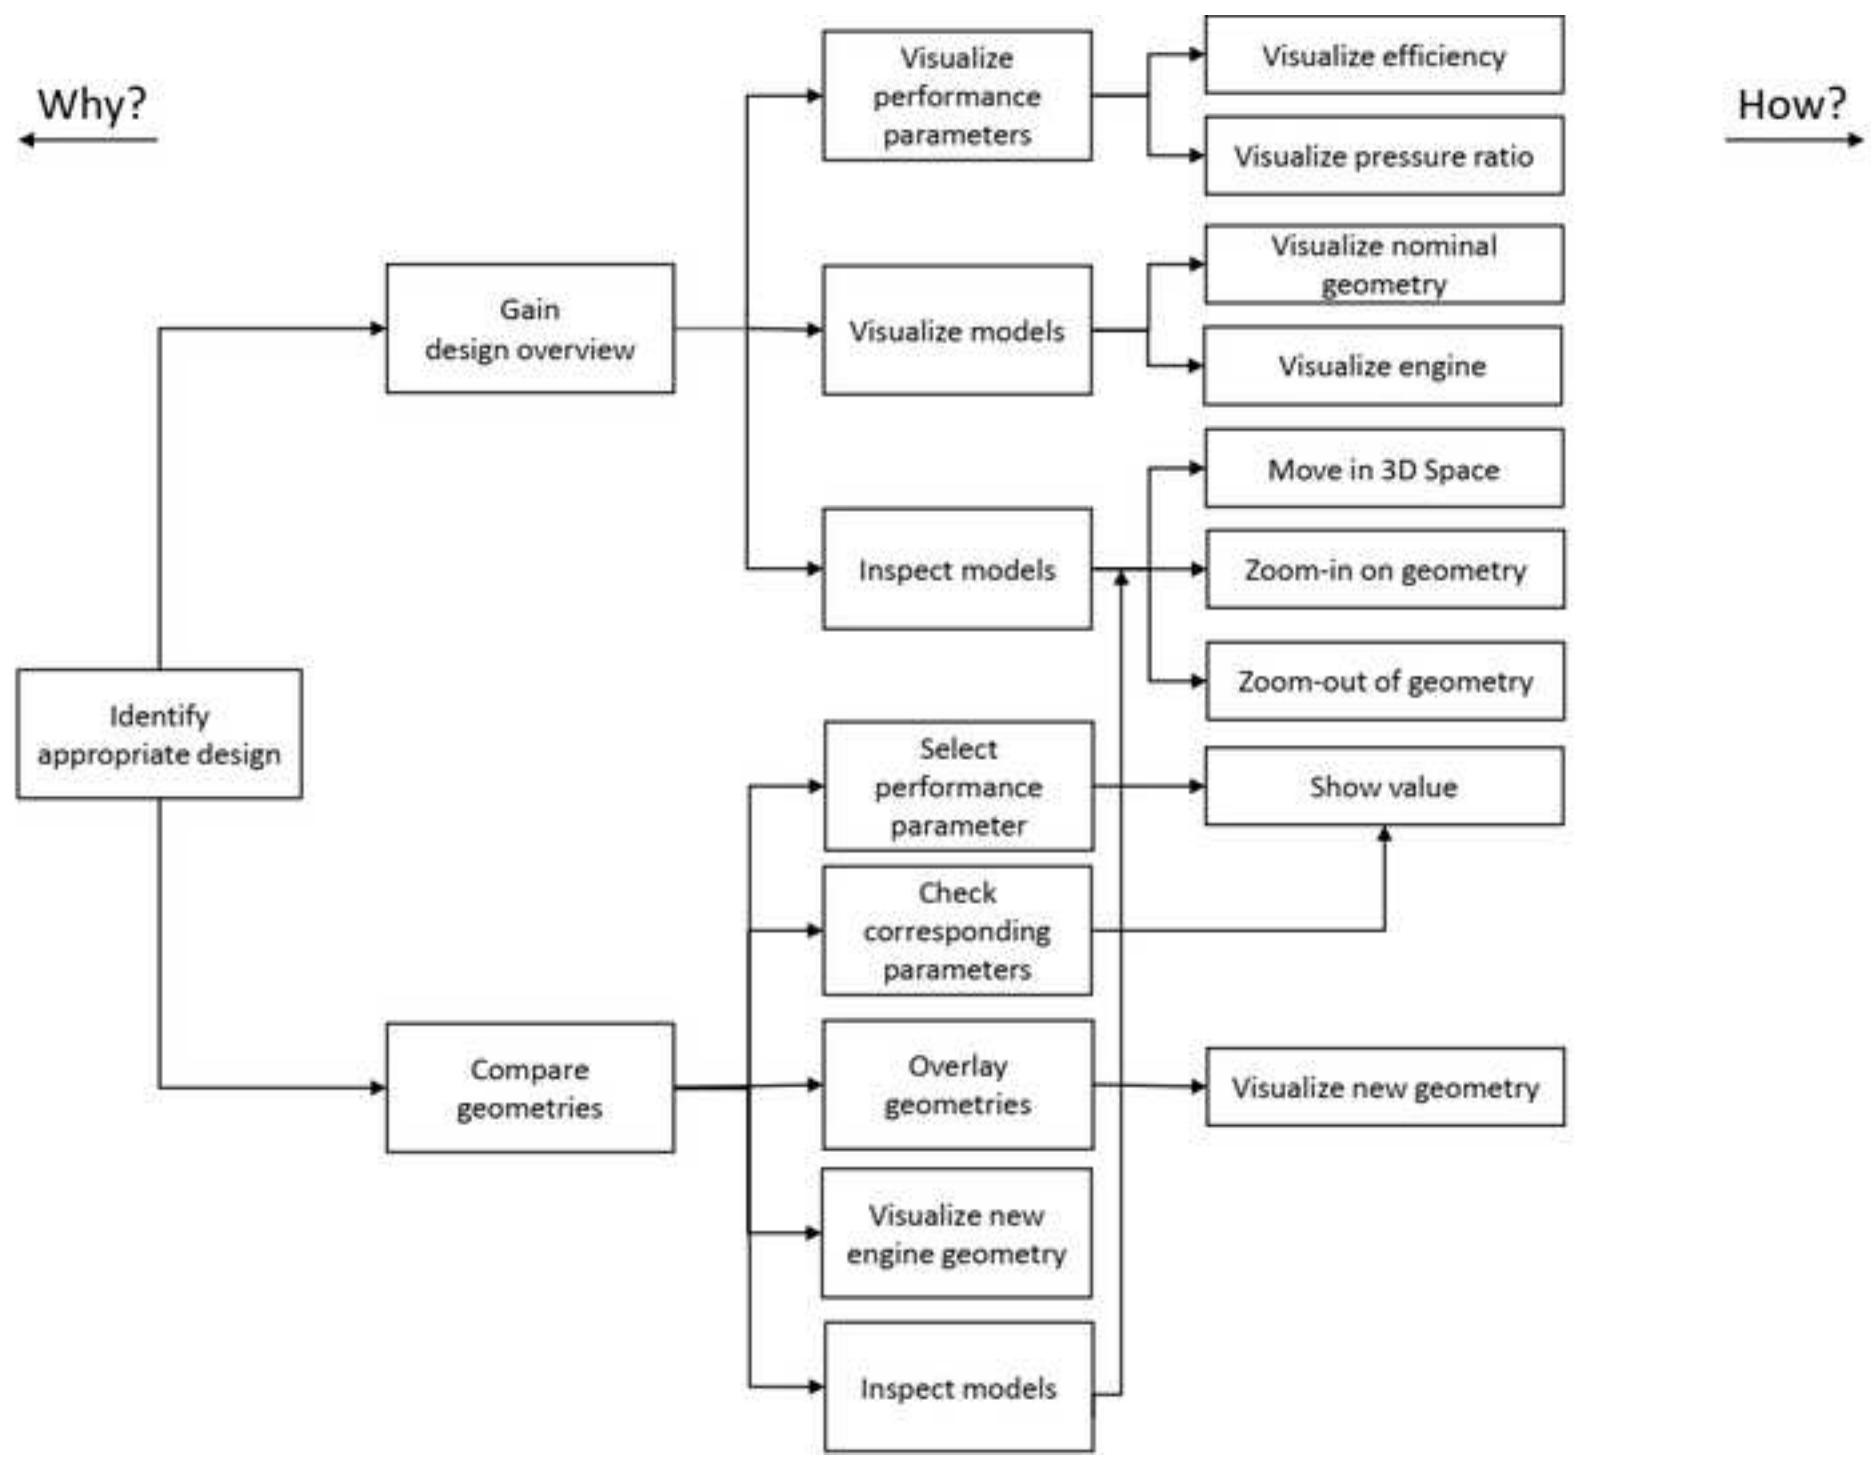 Why?
How?
Visualize
performance
parameters
Visualize efficiency
Visualize pressure ratio
Gain
design overview
Visualize models
Visualize nominal
geometry
Visualize engine
Inspect models
Move in 3D Space
Zoom-in on geometry
Zoom-out of geometry
Identify
appropriate design
Select
performance
parameter
Show value
Check
corresponding
parameters
Compare
geometries
Overlay
geometries
Visualize new geometry
Visualize new
engine geometry
Inspect models